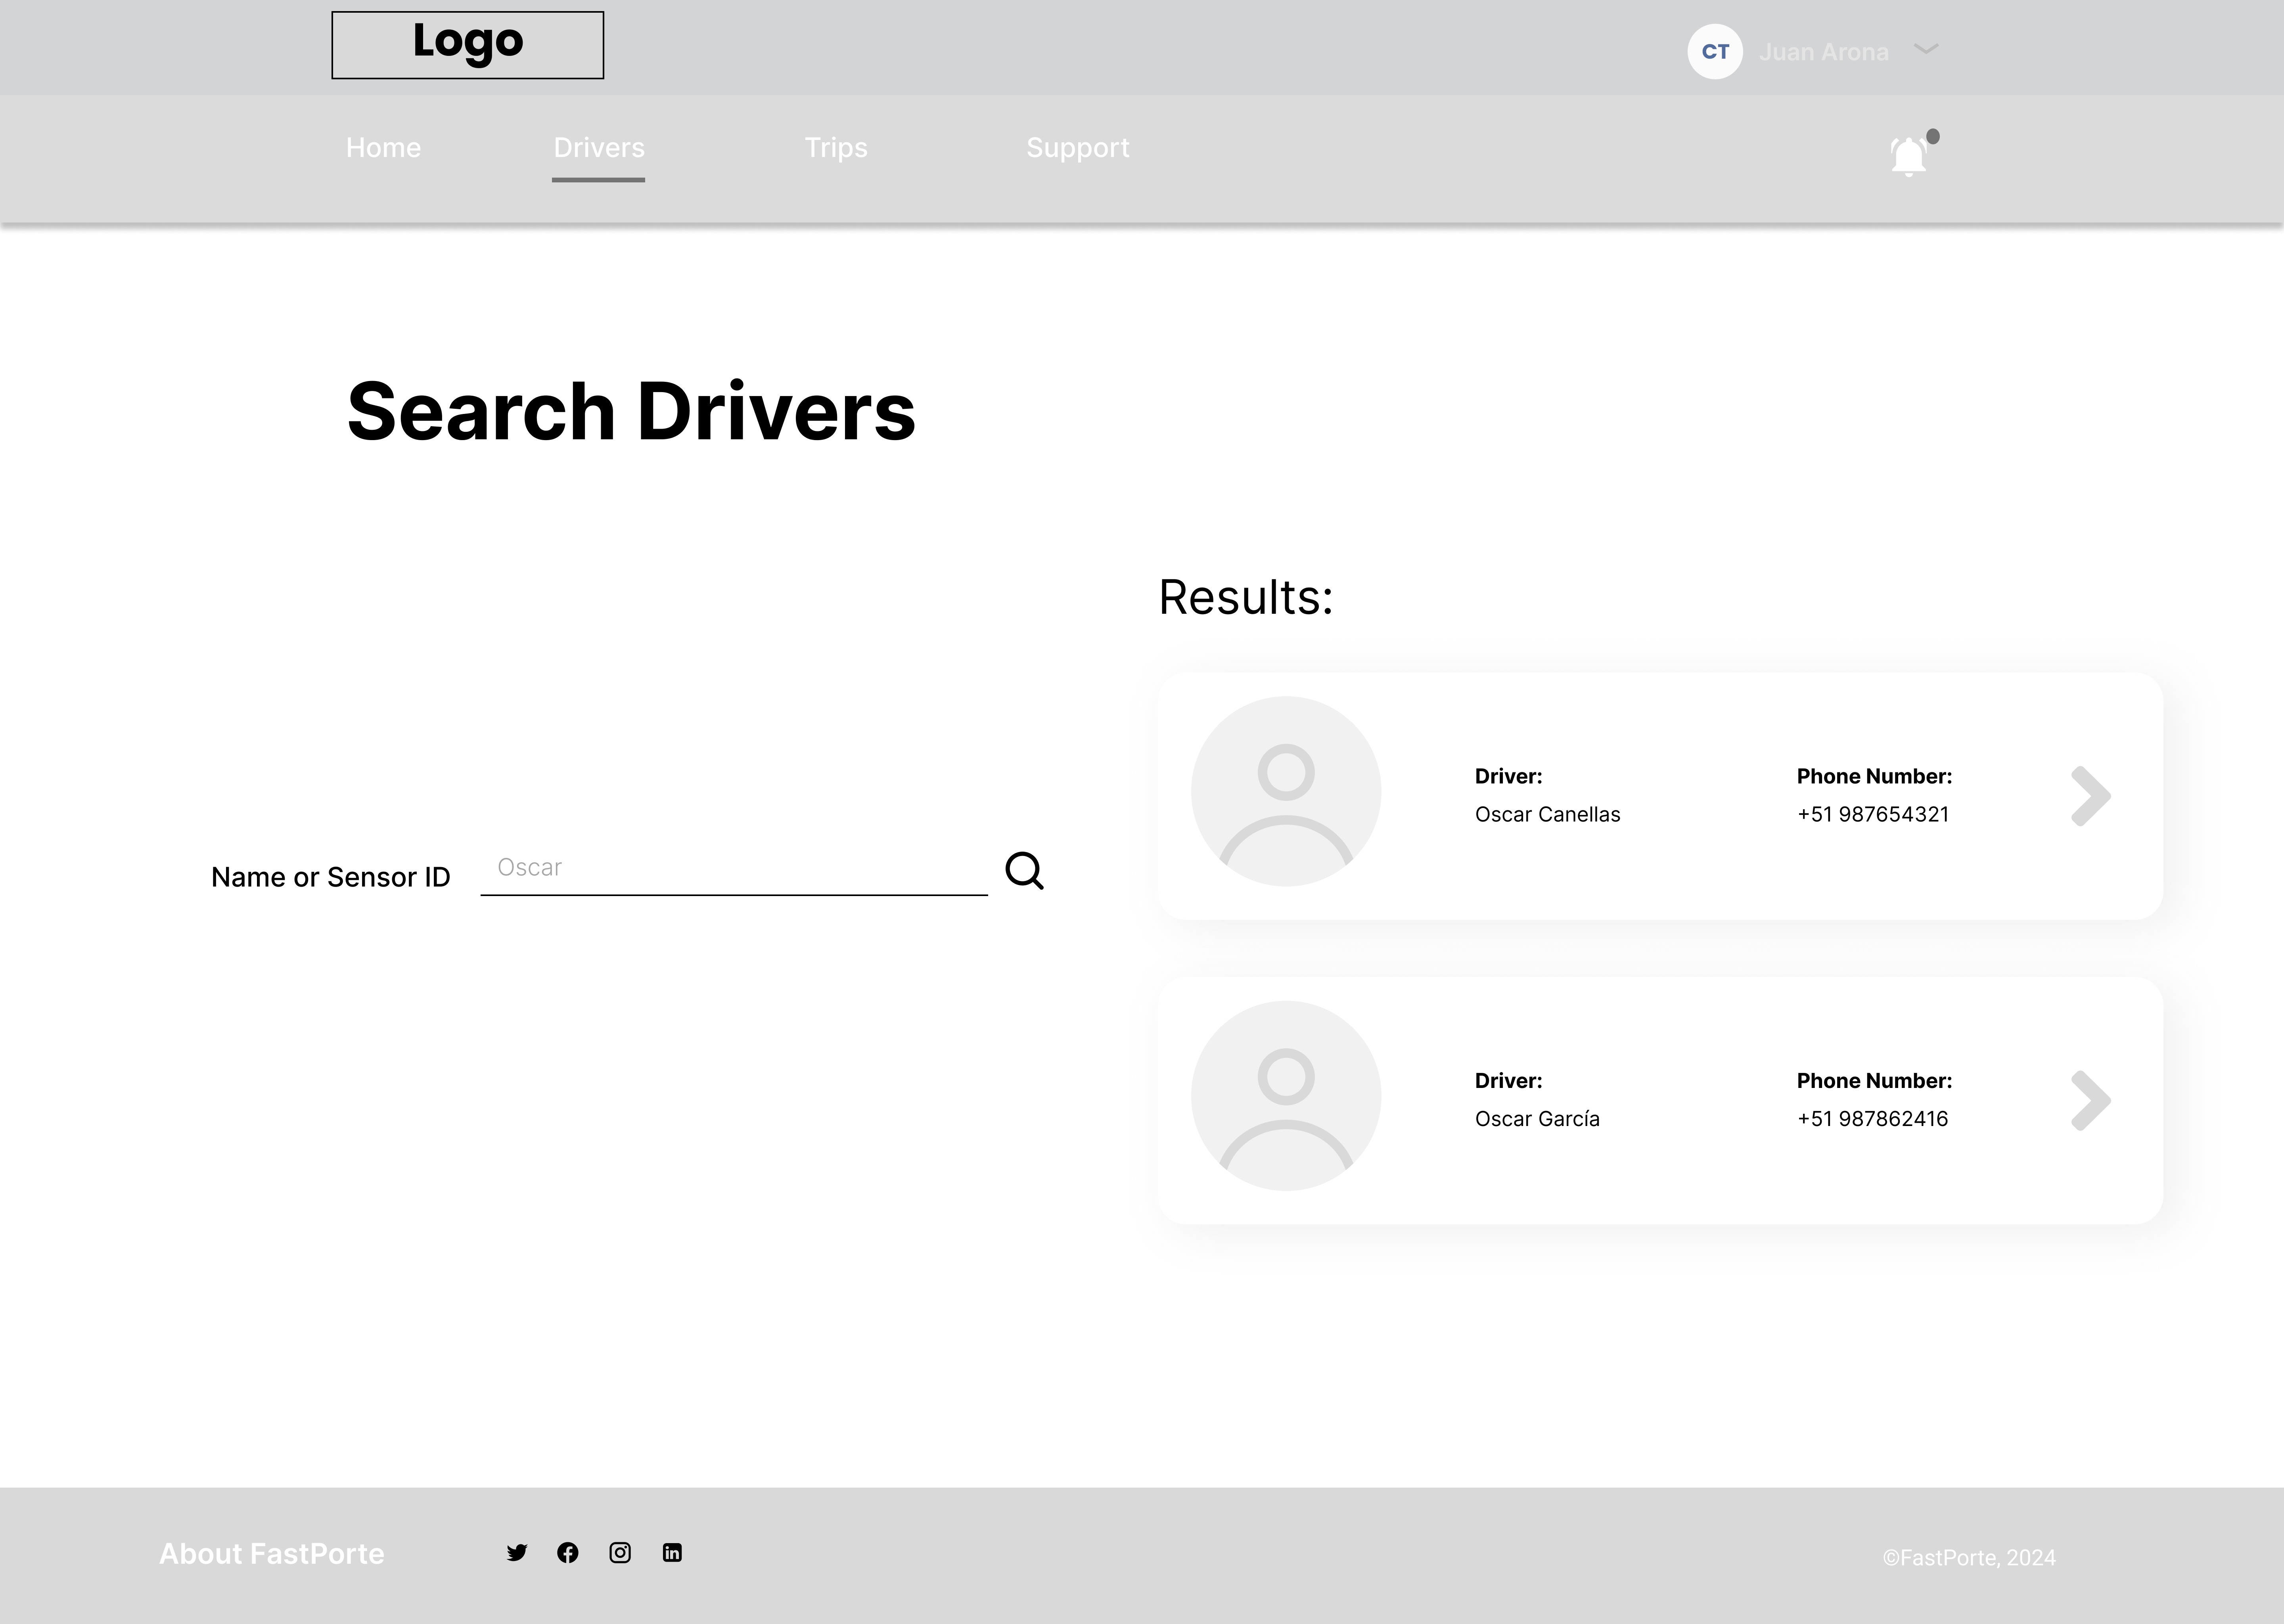 Logo
CT
Juan Arona
Home
Drivers
Trips
Support
Search Drivers
Results:
Name or Sensor ID
Oscar
Driver:
Oscar Canellas
Phone Number:
+51 987654321
Driver:
Oscar García
Phone Number:
+51 987862416
About FastPorte
©FastPorte, 2024